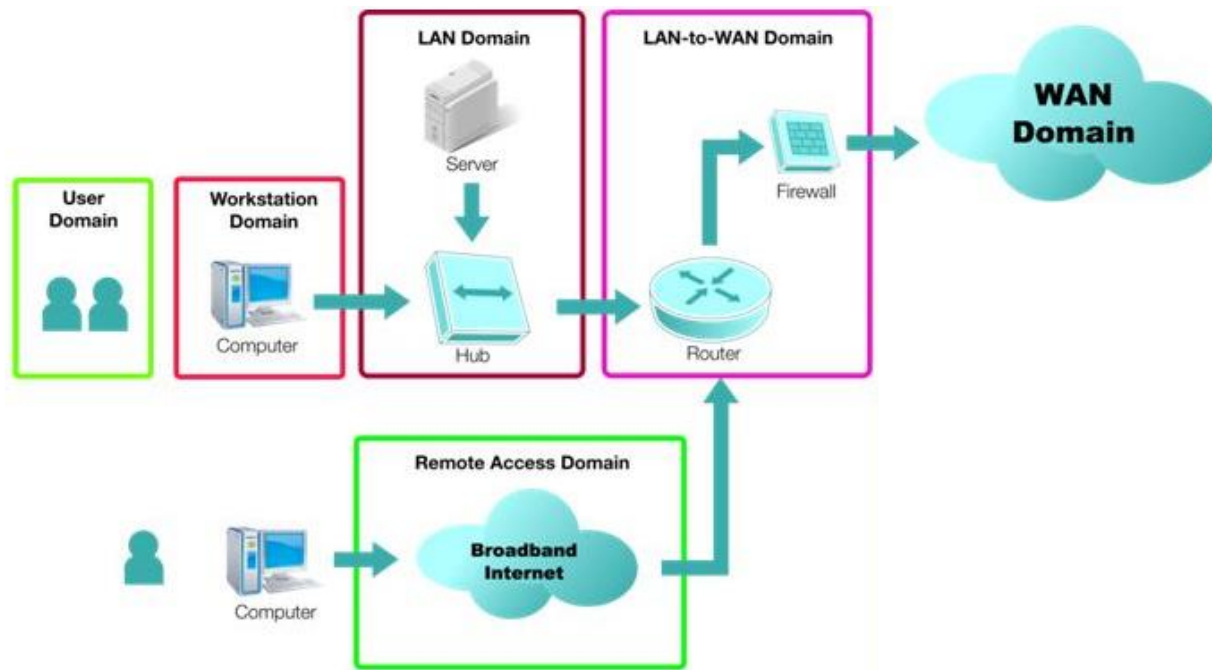 LAN Domain
LAN-to-WAN Domain
WAN
Domain
Server
Firewall
User
Domain
Workstation
Domain
Computer
Hub
Router
Remote Access Domain
Broadband
Internet
Computer